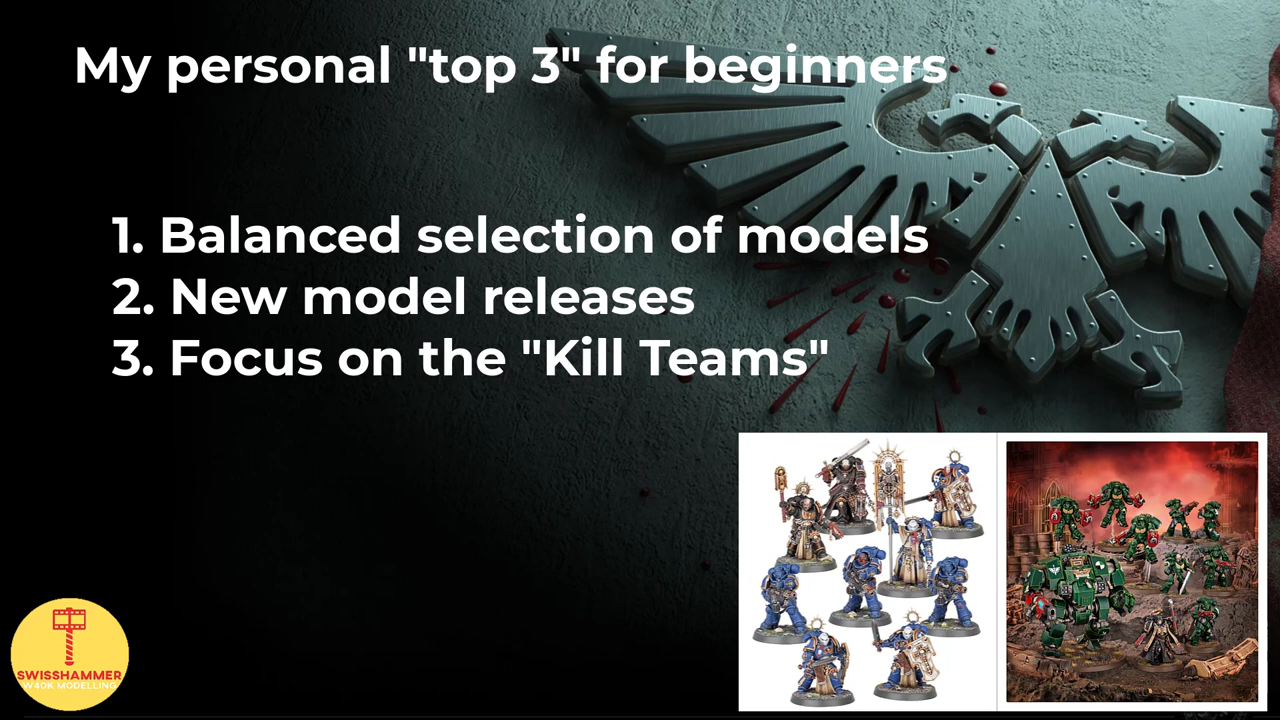 My personal "top 3" for beginners
1. Balanced selection of models
2. New model releases
3. Focus on the "Kill Teams"
SWISSHAMMER
W40K MODELLING